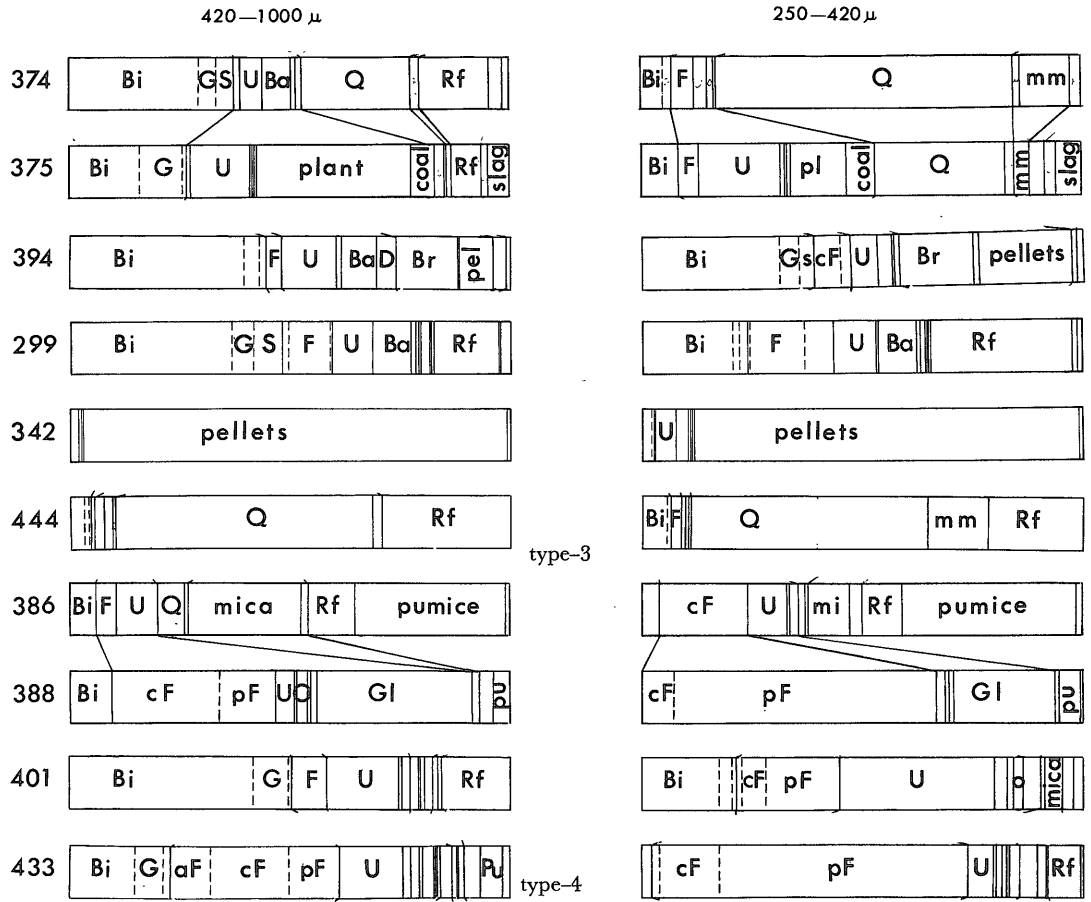 420—1000 μ 250—420 μ
374 Bi G S U Ba Q Rf Bi F Q mm
375 Bi G U plant coal Rf slag Bi F U pl coal Q mm slag
394 Bi F U Ba D Br pel Bi G s cF U Br pellets
299 Bi G S F U Ba Rf Bi F U Ba Rf
342 pellets U pellets
444 Q Rf Bi F Q mm Rf
type–3
386 Bi F U Q mica Rf pumice cF U mi Rf pumice
388 Bi cF pF U O Gl pu cF pF Gl pu
401 Bi G F U Rf Bi cF pF U o mica
433 Bi G aF cF pF U Pu cF pF U Rf
type–4